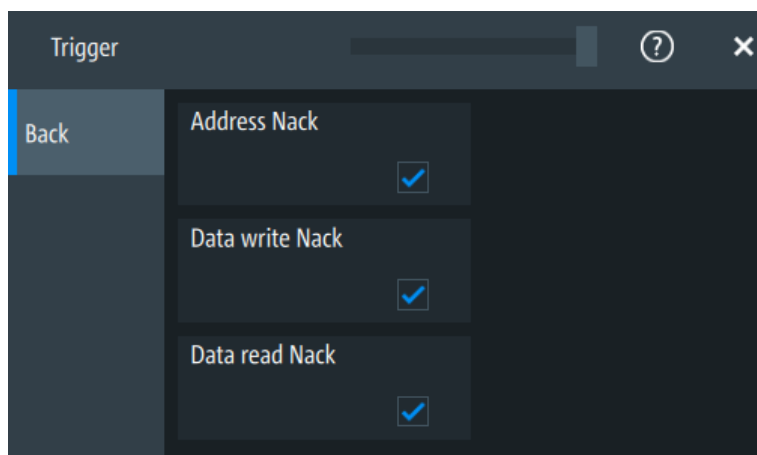 Trigger
?
Back
Address Nack
Data write Nack
Data read Nack